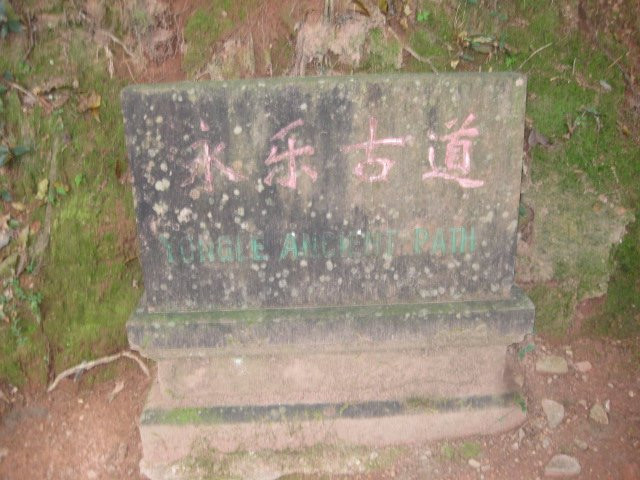 永乐古道
YONGLE ANCIENT PATH